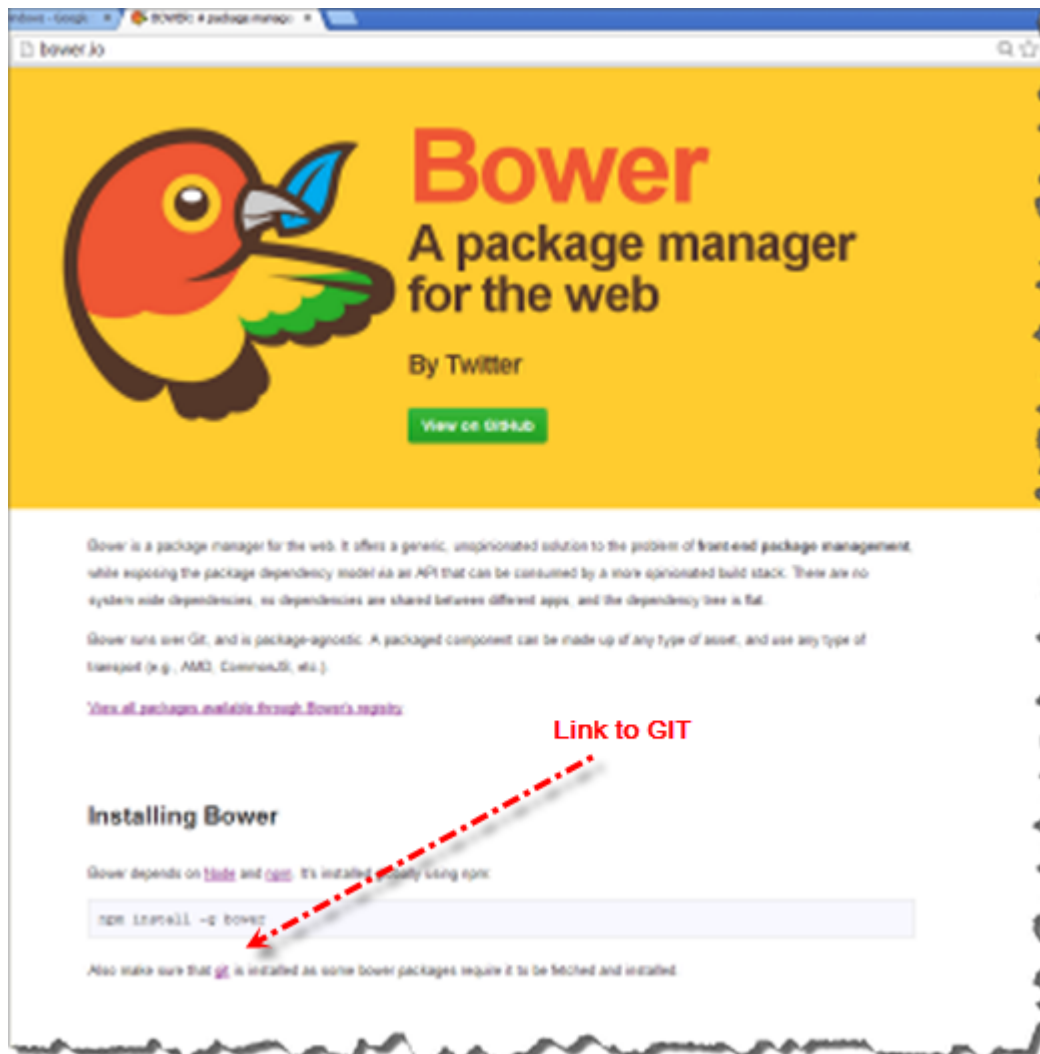 ndows - Google
BOWER: A package manage
bower.io
Bower
A package manager
for the web
By Twitter
View on GitHub
Bower is a package manager for the web. It offers a generic, unopinionated solution to the problem of front-end package management,
while exposing the package dependency model via an API that can be consumed by a more opinionated build stack. There are no
system wide dependencies, no dependencies are shared between different apps, and the dependency tree is flat.
Bower runs over Git, and is package-agnostic. A packaged component can be made up of any type of asset, and use any type of
transport (e.g., AMD, CommonJS, etc.).
View all packages available through Bower's registry
Link to GIT
Installing Bower
Bower depends on Node and npm. It's installed globally using npm:
npm install -g bower
Also make sure that git is installed as some bower packages require it to be fetched and installed.